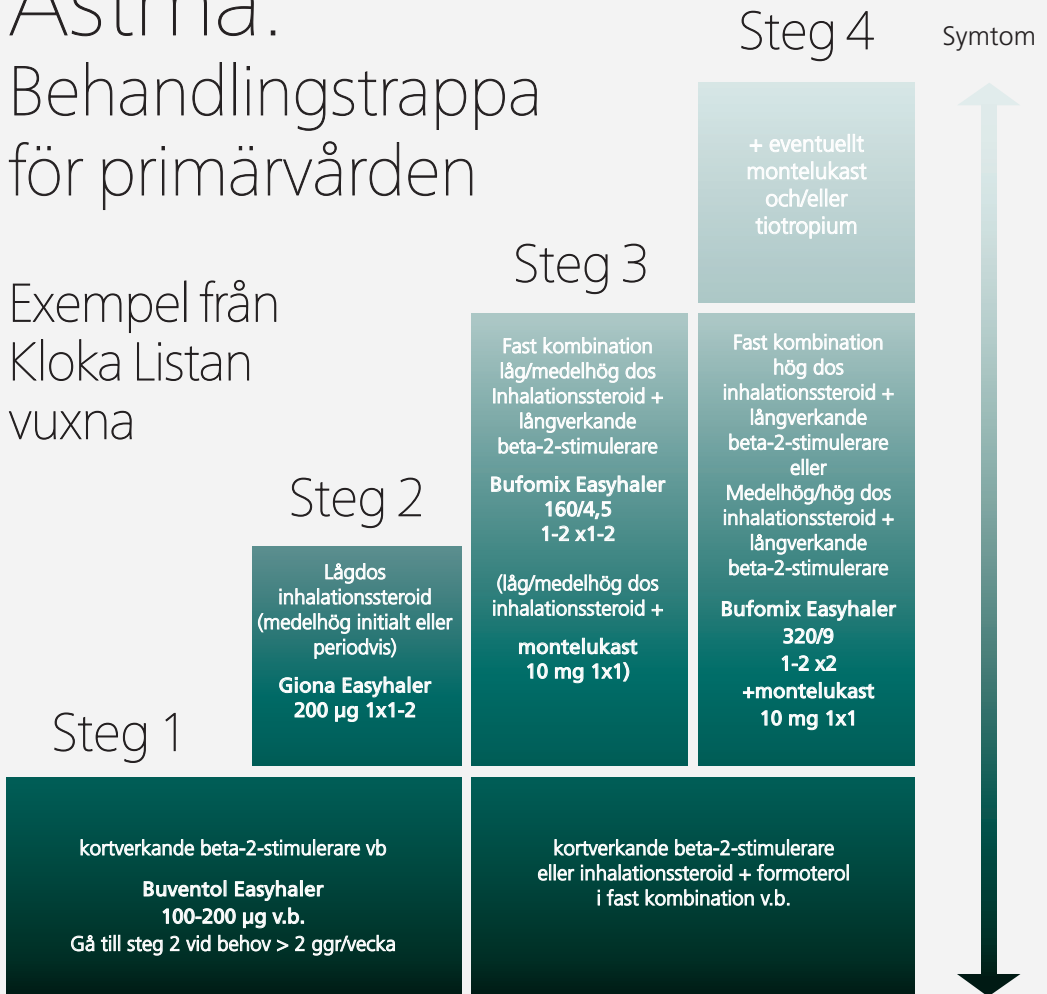 Astma.
Behandlingstrappa
för primärvården
Exempel från
Kloka Listan
vuxna
Steg 1
kortverkande beta-2-stimulerare vb
Buventol Easyhaler
100-200 µg v.b.
Gå till steg 2 vid behov > 2 ggr/vecka
Steg 2
Lågdos
inhalationssteroid
(medelhög initialt eller
periodvis)
Giona Easyhaler
200 µg 1x1-2
Steg 3
Fast kombination
låg/medelhög dos
Inhalationssteroid +
långverkande
beta-2-stimulerare
Bufomix Easyhaler
160/4,5
1-2 x1-2
(låg/medelhög dos
inhalationssteroid +
montelukast
10 mg 1x1)
Steg 4
+ eventuellt
montelukast
och/eller
tiotropium
Fast kombination
hög dos
inhalationssteroid +
långverkande
beta-2-stimulerare
eller
Medelhög/hög dos
inhalationssteroid +
långverkande
beta-2-stimulerare
Bufomix Easyhaler
320/9
1-2 x2
+montelukast
10 mg 1x1
kortverkande beta-2-stimulerare
eller inhalationssteroid + formoterol
i fast kombination v.b.
Symtom